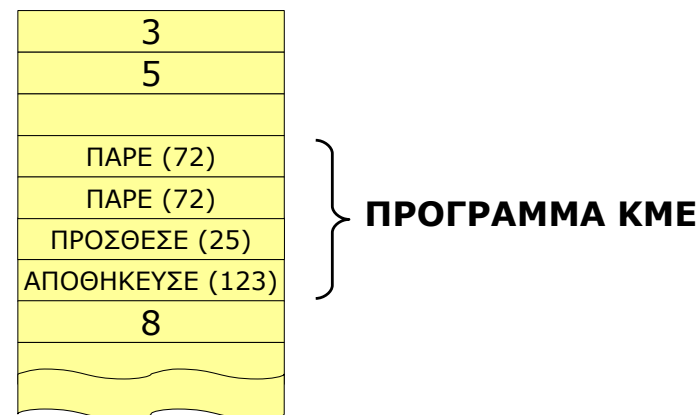 3
5
ΠΑΡΕ (72)
ΠΑΡΕ (72)
ΠΡΟΣΘΕΣΕ (25)
ΑΠΟΘΗΚΕΥΣΕ (123)
8
ΠΡΟΓΡΑΜΜΑ ΚΜΕ